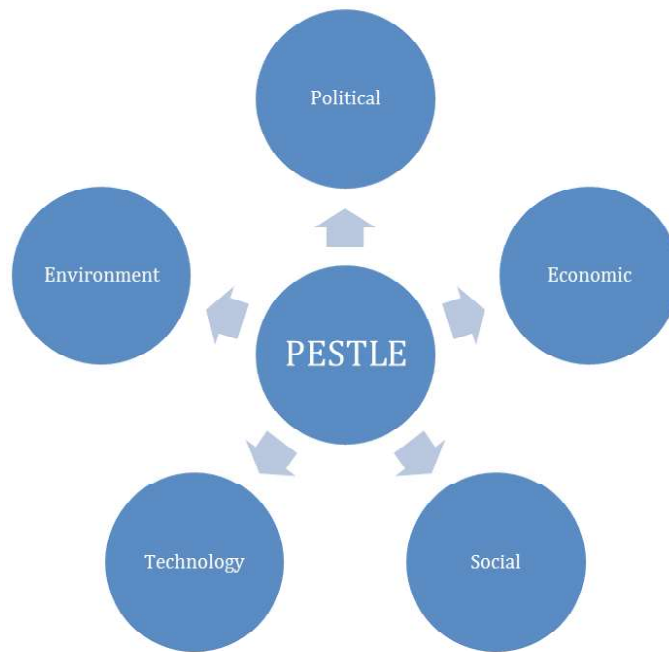 Political
Environment
Economic
PESTLE
Technology
Social